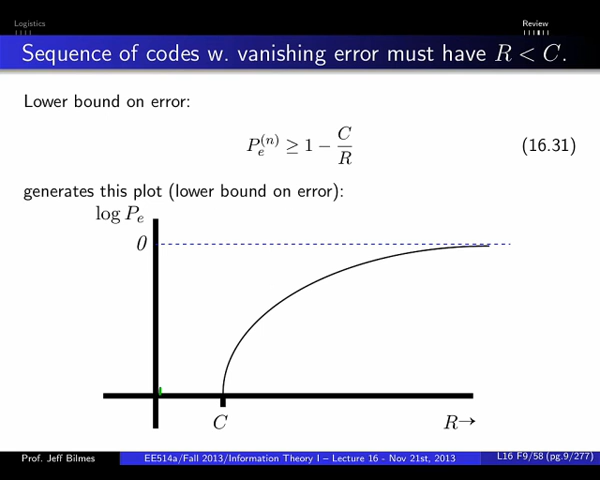 Logistics Review
Sequence of codes w. vanishing error must have R < C.
Lower bound on error:
P_e^{(n)} ≥ 1 − C/R (16.31)
generates this plot (lower bound on error):
log P_e
0
C R→
Prof. Jeff Bilmes EE514a/Fall 2013/Information Theory I – Lecture 16 - Nov 21st, 2013 L16 F9/58 (pg.9/277)